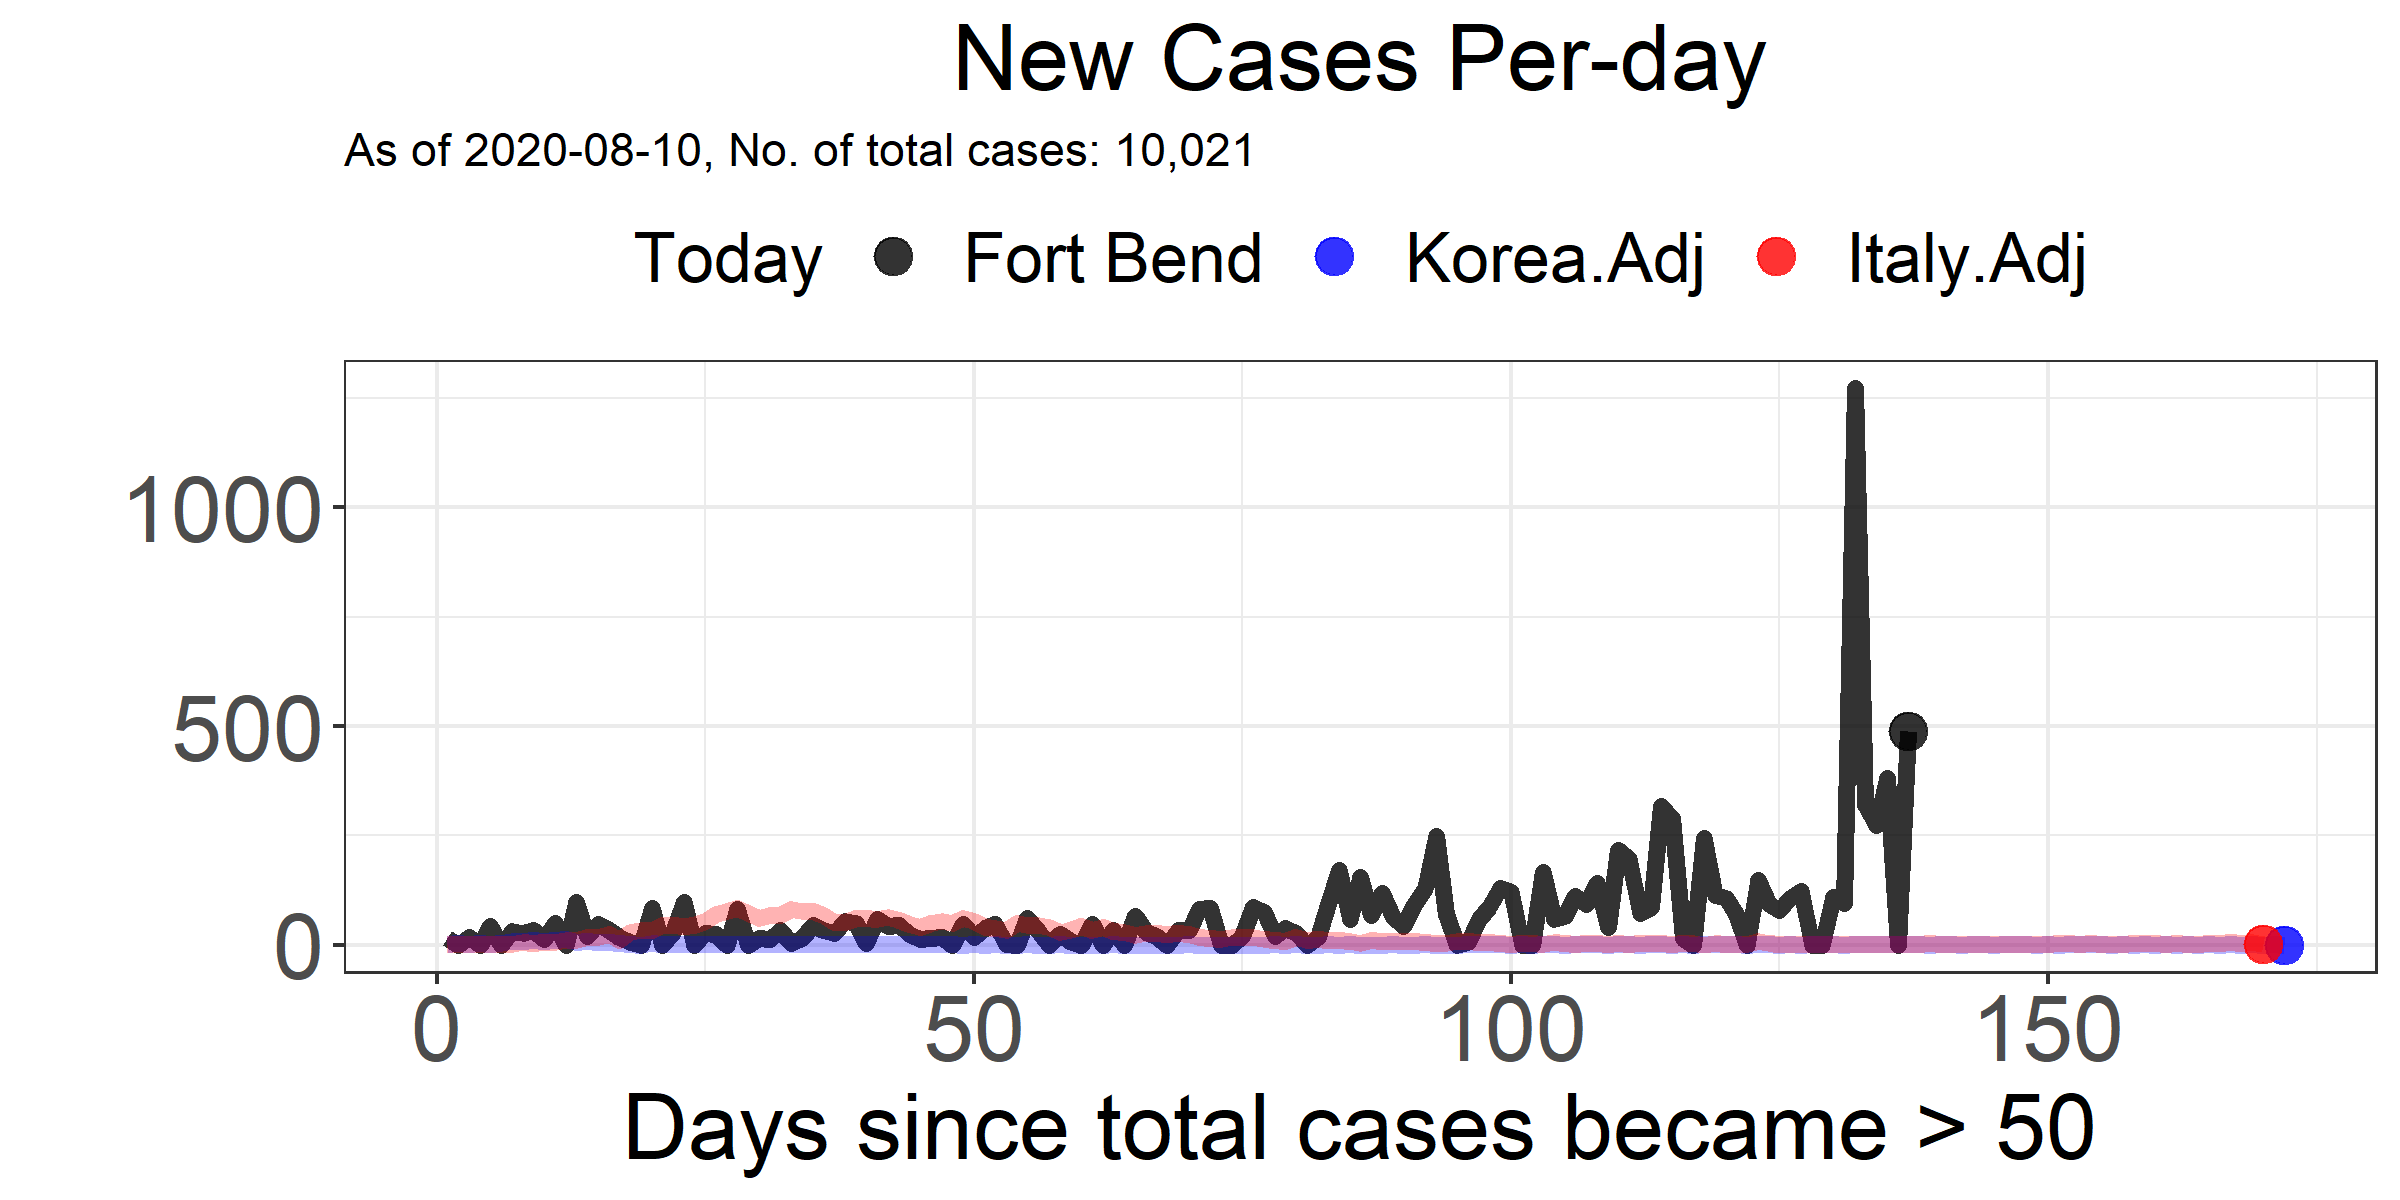 New Cases Per-day
As of 2020-08-10, No. of total cases: 10,021
Today Fort Bend Korea.Adj Italy.Adj
1000
500
0
0 50 100 150
Days since total cases became > 50